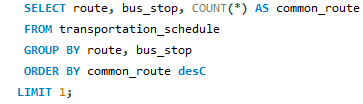 SELECT route, bus_stop, COUNT(*) AS common_route
FROM transportation_schedule
GROUP BY route, bus_stop
ORDER BY common_route desC
LIMIT 1;